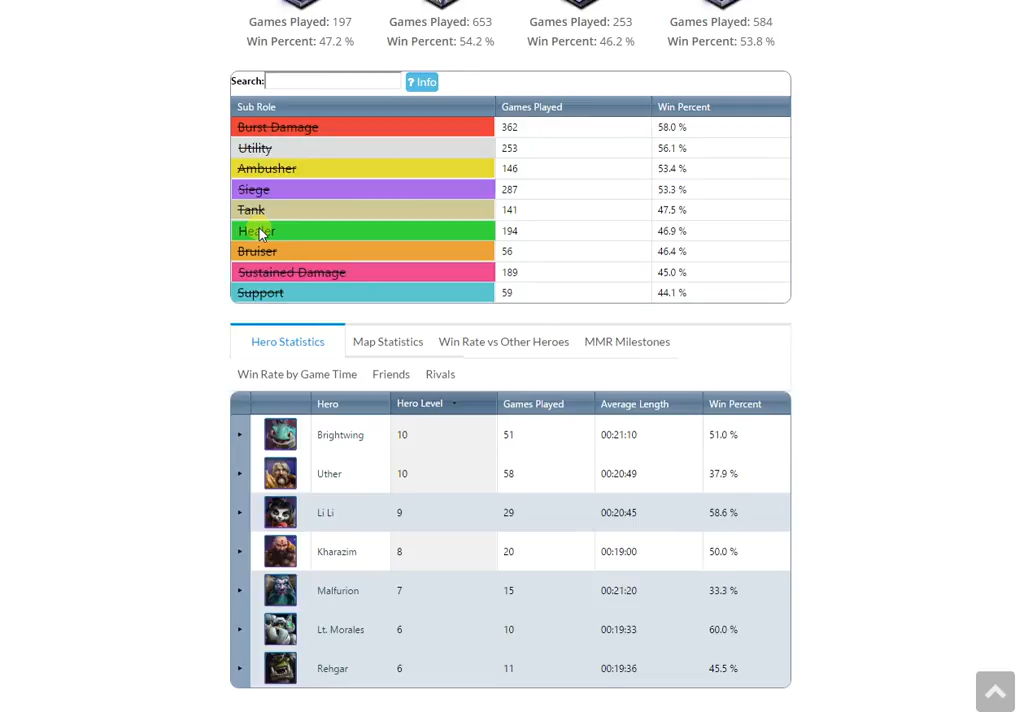 Games Played: 197 Games Played: 653 Games Played: 253 Games Played: 584
Win Percent: 47.2 % Win Percent: 54.2 % Win Percent: 46.2 % Win Percent: 53.8 %
Search: ? Info
Sub Role Games Played Win Percent
Burst Damage 362 58.0 %
Utility 253 56.1 %
Ambusher 146 53.4 %
Siege 287 53.3 %
Tank 141 47.5 %
Healer 194 46.9 %
Bruiser 56 46.4 %
Sustained Damage 189 45.0 %
Support 59 44.1 %
Hero Statistics Map Statistics Win Rate vs Other Heroes MMR Milestones
Win Rate by Game Time Friends Rivals
Hero Hero Level Games Played Average Length Win Percent
Brightwing 10 51 00:21:10 51.0 %
Uther 10 58 00:20:49 37.9 %
Li Li 9 29 00:20:45 58.6 %
Kharazim 8 20 00:19:00 50.0 %
Malfurion 7 15 00:21:20 33.3 %
Lt. Morales 6 10 00:19:33 60.0 %
Rehgar 6 11 00:19:36 45.5 %